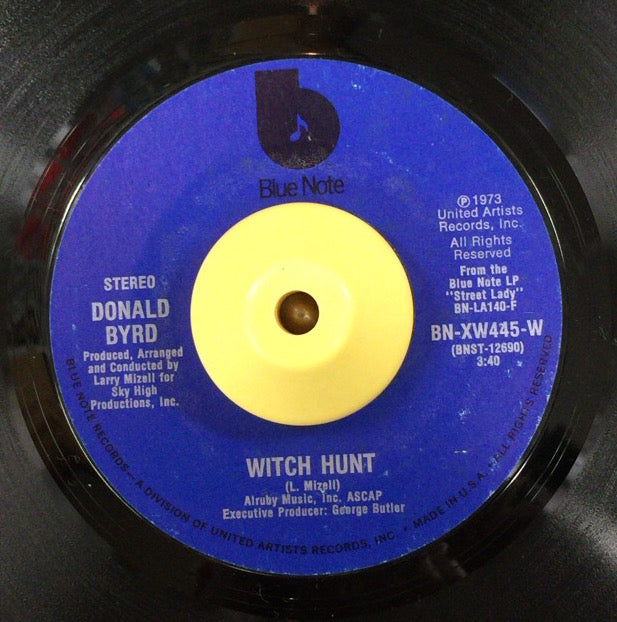 b
Blue Note
℗1973
United Artists
Records, Inc.
All Rights
Reserved
From the
Blue Note LP
"Street Lady"
BN-LA140-F
BN-XW445-W
(BNST-12690)
3:40
STEREO
DONALD
BYRD
Produced, Arranged
and Conducted by
Larry Mizell for
Sky High
Productions, Inc.
WITCH HUNT
(L. Mizell)
Alruby Music, Inc. ASCAP
Executive Producer: George Butler
BLUE NOTE RECORDS—A DIVISION OF UNITED ARTISTS RECORDS, INC. • MADE IN U.S.A. • ALL RIGHTS RESERVED